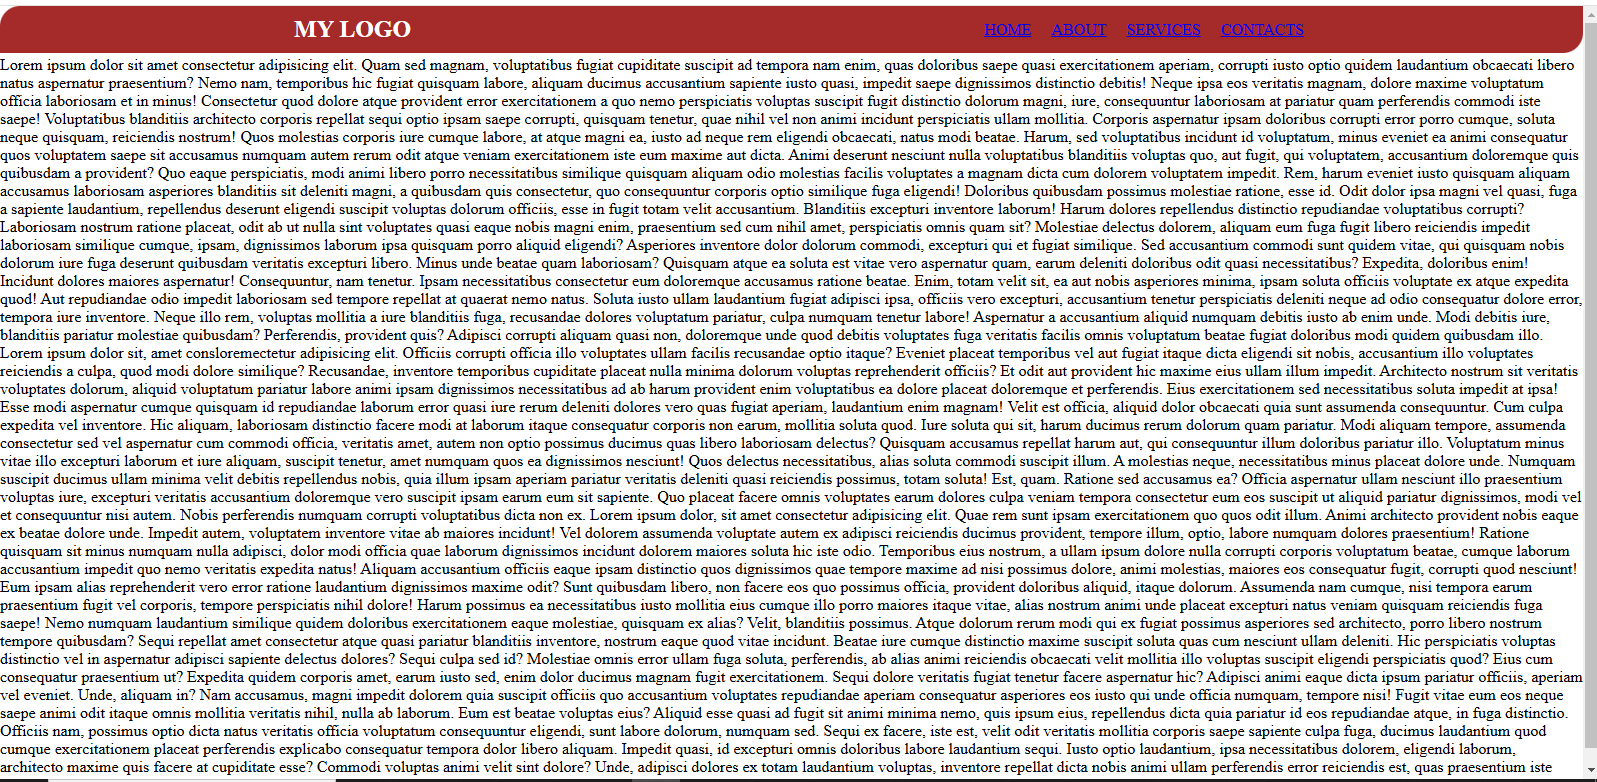 MY LOGO
HOME ABOUT SERVICES CONTACTS
Lorem ipsum dolor sit amet consectetur adipisicing elit. Quam sed magnam, voluptatibus fugiat cupiditate suscipit ad tempora nam enim, quas doloribus saepe quasi exercitationem aperiam, corrupti iusto optio quidem laudantium obcaecati libero
natus aspernatur praesentium? Nemo nam, temporibus hic fugiat quisquam labore, aliquam ducimus accusantium sapiente iusto quasi, impedit saepe dignissimos distinctio debitis! Neque ipsa eos veritatis magnam, dolore maxime voluptatum
officia laboriosam et in minus! Consectetur quod dolore atque provident error exercitationem a quo nemo perspiciatis voluptas suscipit fugit distinctio dolorum magni, iure, consequuntur laboriosam at pariatur quam perferendis commodi iste
saepe! Voluptatibus blanditiis architecto corporis repellat sequi optio ipsam saepe corrupti, quisquam tenetur, quae nihil vel non animi incidunt perspiciatis ullam mollitia. Corporis aspernatur ipsam doloribus corrupti error porro cumque, soluta
neque quisquam, reiciendis nostrum! Quos molestias corporis iure cumque labore, at atque magni ea, iusto ad neque rem eligendi obcaecati, natus modi beatae. Harum, sed voluptatibus incidunt id voluptatum, minus eveniet ea animi consequatur
quos voluptatem saepe sit accusamus numquam autem rerum odit atque veniam exercitationem iste eum maxime aut dicta. Animi deserunt nesciunt nulla voluptatibus blanditiis voluptas quo, aut fugit, qui voluptatem, accusantium doloremque quis
quibusdam a provident? Quo eaque perspiciatis, modi animi libero porro necessitatibus similique quisquam aliquam odio molestias facilis voluptates a magnam dicta cum dolorem voluptatem impedit. Rem, harum eveniet iusto quisquam aliquam
accusamus laboriosam asperiores blanditiis sit deleniti magni, a quibusdam quis consectetur, quo consequuntur corporis optio similique fuga eligendi! Doloribus quibusdam possimus molestiae ratione, esse id. Odit dolor ipsa magni vel quasi, fuga
a sapiente laudantium, repellendus deserunt eligendi suscipit voluptas dolorum officiis, esse in fugit totam velit accusantium. Blanditiis excepturi inventore laborum! Harum dolores repellendus distinctio repudiandae voluptatibus corrupti?
Laboriosam nostrum ratione placeat, odit ab ut nulla sint voluptates quasi eaque nobis magni enim, praesentium sed cum nihil amet, perspiciatis omnis quam sit? Molestiae delectus dolorem, aliquam eum fuga fugit libero reiciendis impedit
laboriosam similique cumque, ipsam, dignissimos laborum ipsa quisquam porro aliquid eligendi? Asperiores inventore dolor dolorum commodi, excepturi qui et fugiat similique. Sed accusantium commodi sunt quidem vitae, qui quisquam nobis
dolorum iure fuga deserunt quibusdam veritatis excepturi libero. Minus unde beatae quam laboriosam? Quisquam atque ea soluta est vitae vero aspernatur quam, earum deleniti doloribus odit quasi necessitatibus? Expedita, doloribus enim!
Incidunt dolores maiores aspernatur! Consequuntur, nam tenetur. Ipsam necessitatibus consectetur eum doloremque accusamus ratione beatae. Enim, totam velit sit, ea aut nobis asperiores minima, ipsam soluta officiis voluptate ex atque expedita
quod! Aut repudiandae odio impedit laboriosam sed tempore repellat at quaerat nemo natus. Soluta iusto ullam laudantium fugiat adipisci ipsa, officiis vero excepturi, accusantium tenetur perspiciatis deleniti neque ad odio consequatur dolore error,
tempora iure inventore. Neque illo rem, voluptas mollitia a iure blanditiis fuga, recusandae dolores voluptatum pariatur, culpa numquam tenetur labore! Aspernatur a accusantium aliquid numquam debitis iusto ab enim unde. Modi debitis iure,
blanditiis pariatur molestiae quibusdam? Perferendis, provident quis? Adipisci corrupti aliquam quasi non, doloremque unde quod debitis voluptates fuga veritatis facilis omnis voluptatum beatae fugiat doloribus modi quidem quibusdam illo.
Lorem ipsum dolor sit, amet consloremectetur adipisicing elit. Officiis corrupti officia illo voluptates ullam facilis recusandae optio itaque? Eveniet placeat temporibus vel aut fugiat itaque dicta eligendi sit nobis, accusantium illo voluptates
reiciendis a culpa, quod modi dolore similique? Recusandae, inventore temporibus cupiditate placeat nulla minima dolorum voluptas reprehenderit officiis? Et odit aut provident hic maxime eius ullam illum impedit. Architecto nostrum sit veritatis
voluptates dolorum, aliquid voluptatum pariatur labore animi ipsam dignissimos necessitatibus ad ab harum provident enim voluptatibus ea dolore placeat doloremque et perferendis. Eius exercitationem sed necessitatibus soluta impedit at ipsa!
Esse modi aspernatur cumque quisquam id repudiandae laborum error quasi iure rerum deleniti dolores vero quas fugiat aperiam, laudantium enim magnam! Velit est officia, aliquid dolor obcaecati quia sunt assumenda consequuntur. Cum culpa
expedita vel inventore. Hic aliquam, laboriosam distinctio facere modi at laborum itaque consequatur corporis non earum, mollitia soluta quod. Iure soluta qui sit, harum ducimus rerum dolorum quam pariatur. Modi aliquam tempore, assumenda
consectetur sed vel aspernatur cum commodi officia, veritatis amet, autem non optio possimus ducimus quas libero laboriosam delectus? Quisquam accusamus repellat harum aut, qui consequuntur illum doloribus pariatur illo. Voluptatum minus
vitae illo excepturi laborum et iure aliquam, suscipit tenetur, amet numquam quos ea dignissimos nesciunt! Quos delectus necessitatibus, alias soluta commodi suscipit illum. A molestias neque, necessitatibus minus placeat dolore unde. Numquam
suscipit ducimus ullam minima velit debitis repellendus nobis, quia illum ipsam aperiam pariatur veritatis deleniti quasi reiciendis possimus, totam soluta! Est, quam. Ratione sed accusamus ea? Officia aspernatur ullam nesciunt illo praesentium
voluptas iure, excepturi veritatis accusantium doloremque vero suscipit ipsam earum eum sit sapiente. Quo placeat facere omnis voluptates earum dolores culpa veniam tempora consectetur eum eos suscipit ut aliquid pariatur dignissimos, modi vel
et consequuntur nisi autem. Nobis perferendis numquam corrupti voluptatibus dicta non ex. Lorem ipsum dolor, sit amet consectetur adipisicing elit. Quae rem sunt ipsam exercitationem quo quos odit illum. Animi architecto provident nobis eaque
ex beatae dolore unde. Impedit autem, voluptatem inventore vitae ab maiores incidunt! Vel dolorem assumenda voluptate autem ex adipisci reiciendis ducimus provident, tempore illum, optio, labore numquam dolores praesentium! Ratione
quisquam sit minus numquam nulla adipisci, dolor modi officia quae laborum dignissimos incidunt dolorem maiores soluta hic iste odio. Temporibus eius nostrum, a ullam ipsum dolore nulla corrupti corporis voluptatum beatae, cumque laborum
accusantium impedit quo nemo veritatis expedita natus! Aliquam accusantium officiis eaque ipsam distinctio quos dignissimos quae tempore maxime ad nisi possimus dolore, animi molestias, maiores eos consequatur fugit, corrupti quod nesciunt!
Eum ipsam alias reprehenderit vero error ratione laudantium dignissimos maxime odit? Sunt quibusdam libero, non facere eos quo possimus officia, provident doloribus aliquid, itaque dolorum. Assumenda nam cumque, nisi tempora earum
praesentium fugit vel corporis, tempore perspiciatis nihil dolore! Harum possimus ea necessitatibus iusto mollitia eius cumque illo porro maiores itaque vitae, alias nostrum animi unde placeat excepturi natus veniam quisquam reiciendis fuga
saepe! Nemo numquam laudantium similique quidem doloribus exercitationem eaque molestiae, quisquam ex alias? Velit, blanditiis possimus. Atque dolorum rerum modi qui ex fugiat possimus asperiores sed architecto, porro libero nostrum
tempore quibusdam? Sequi repellat amet consectetur atque quasi pariatur blanditiis inventore, nostrum eaque quod vitae incidunt. Beatae iure cumque distinctio maxime suscipit soluta quas cum nesciunt ullam deleniti. Hic perspiciatis voluptas
distinctio vel in aspernatur adipisci sapiente delectus dolores? Sequi culpa sed id? Molestiae omnis error ullam fuga soluta, perferendis, ab alias animi reiciendis obcaecati velit mollitia illo voluptas suscipit eligendi perspiciatis quod? Eius cum
consequatur praesentium ut? Expedita quidem corporis amet, earum iusto sed, enim dolor ducimus magnam fugit exercitationem. Sequi dolore veritatis fugiat tenetur facere aspernatur hic? Adipisci animi eaque dicta ipsum pariatur officiis, aperiam
vel eveniet. Unde, aliquam in? Nam accusamus, magni impedit dolorem quia suscipit officiis quo accusantium voluptates repudiandae aperiam consequatur asperiores eos iusto qui unde officia numquam, tempore nisi! Fugit vitae eum eos neque
saepe animi odit itaque omnis mollitia veritatis nihil, nulla ab laborum. Eum est beatae voluptas eius? Aliquid esse quasi ad fugit sit animi minima nemo, quis ipsum eius, repellendus dicta quia pariatur id eos repudiandae atque, in fuga distinctio.
Officiis nam, possimus optio dicta natus veritatis officia voluptatum consequuntur eligendi, sunt labore dolorum, numquam sed. Sequi ex facere, iste est, velit odit veritatis mollitia corporis saepe sapiente culpa fuga, ducimus laudantium quod
cumque exercitationem placeat perferendis explicabo consequatur tempora dolor libero aliquam. Impedit quasi, id excepturi omnis doloribus labore laudantium sequi. Iusto optio laudantium, ipsa necessitatibus dolorem, eligendi laborum,
architecto maxime quis facere at cupiditate esse? Commodi voluptas animi velit sint dolore? Unde, adipisci dolores ex totam laudantium voluptas, inventore repellat dicta nobis animi ullam perferendis error reiciendis est, quas praesentium iste